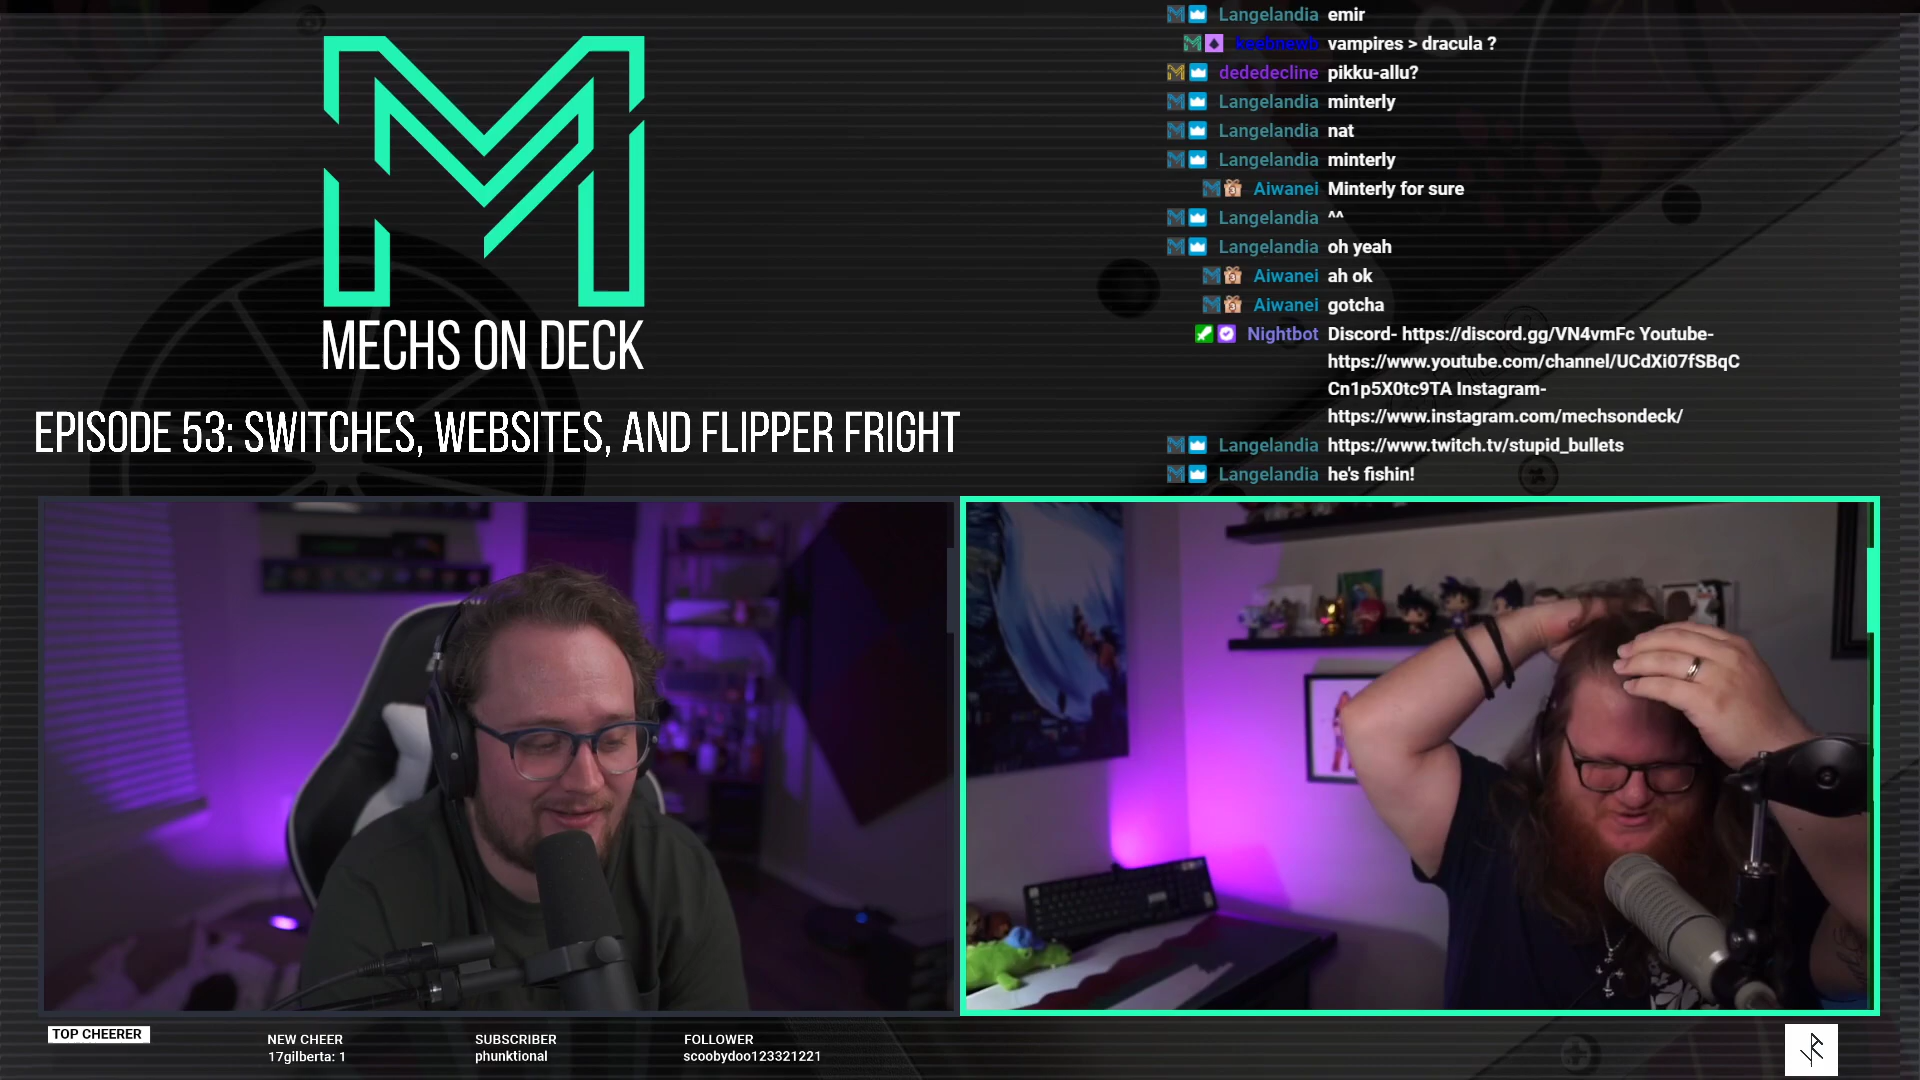 MECHS ON DECK
EPISODE 53: SWITCHES, WEBSITES, AND FLIPPER FRIGHT
Langelandia emir
keebnewb vampires > dracula ?
dededecline pikku-allu?
Langelandia minterly
Langelandia nat
Langelandia minterly
Aiwanei Minterly for sure
Langelandia ^^
Langelandia oh yeah
Aiwanei ah ok
Aiwanei gotcha
Nightbot Discord- https://discord.gg/VN4vmFc Youtube-
https://www.youtube.com/channel/UCdXi07fSBqC
Cn1p5X0tc9TA Instagram-
https://www.instagram.com/mechsondeck/
Langelandia https://www.twitch.tv/stupid_bullets
Langelandia he's fishin!
TOP CHEERER
NEW CHEER
17gilberta: 1
SUBSCRIBER
phunktional
FOLLOWER
scoobydoo123321221